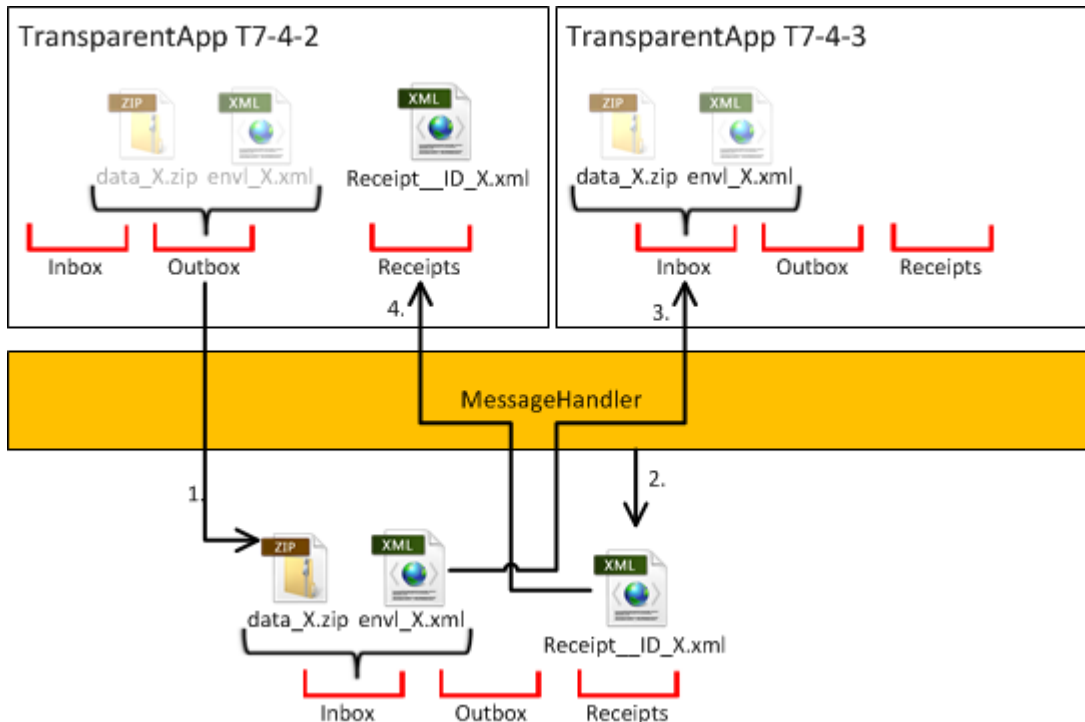 TransparentApp T7-4-2
TransparentApp T7-4-3
ZIP
XML
XML
ZIP
XML
data_X.zip
envl_X.xml
Receipt__ID_X.xml
data_X.zip
envl_X.xml
Inbox
Outbox
Receipts
Inbox
Outbox
Receipts
4.
3.
MessageHandler
1.
2.
ZIP
XML
XML
data_X.zip
envl_X.xml
Receipt__ID_X.xml
Inbox
Outbox
Receipts